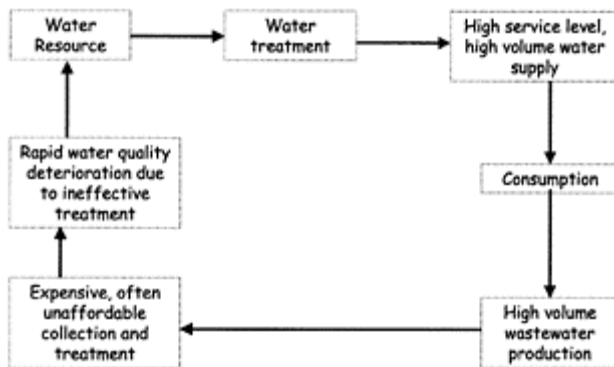 Water
Resource
Water
treatment
High service level,
high volume water
supply
Rapid water quality
deterioration due
to ineffective
treatment
Consumption
Expensive, often
unaffordable
collection and
treatment
High volume
wastewater
production